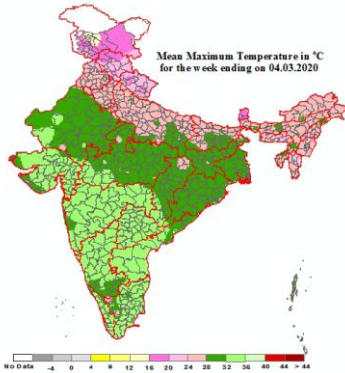 Mean Maximum Temperature in °C
for the week ending on 04.03.2020
No Data -4 0 4 8 12 16 20 24 28 32 36 40 44 > 44